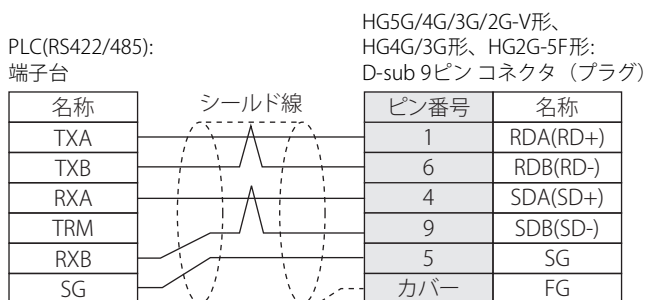 HG5G/4G/3G/2G-V形、
PLC(RS422/485): HG4G/3G形、HG2G-5F形:
端子台 D-sub 9ピン コネクタ（プラグ）
名称 シールド線 ピン番号 名称
TXA 1 RDA(RD+)
TXB 6 RDB(RD-)
RXA 4 SDA(SD+)
TRM 9 SDB(SD-)
RXB 5 SG
SG カバー FG